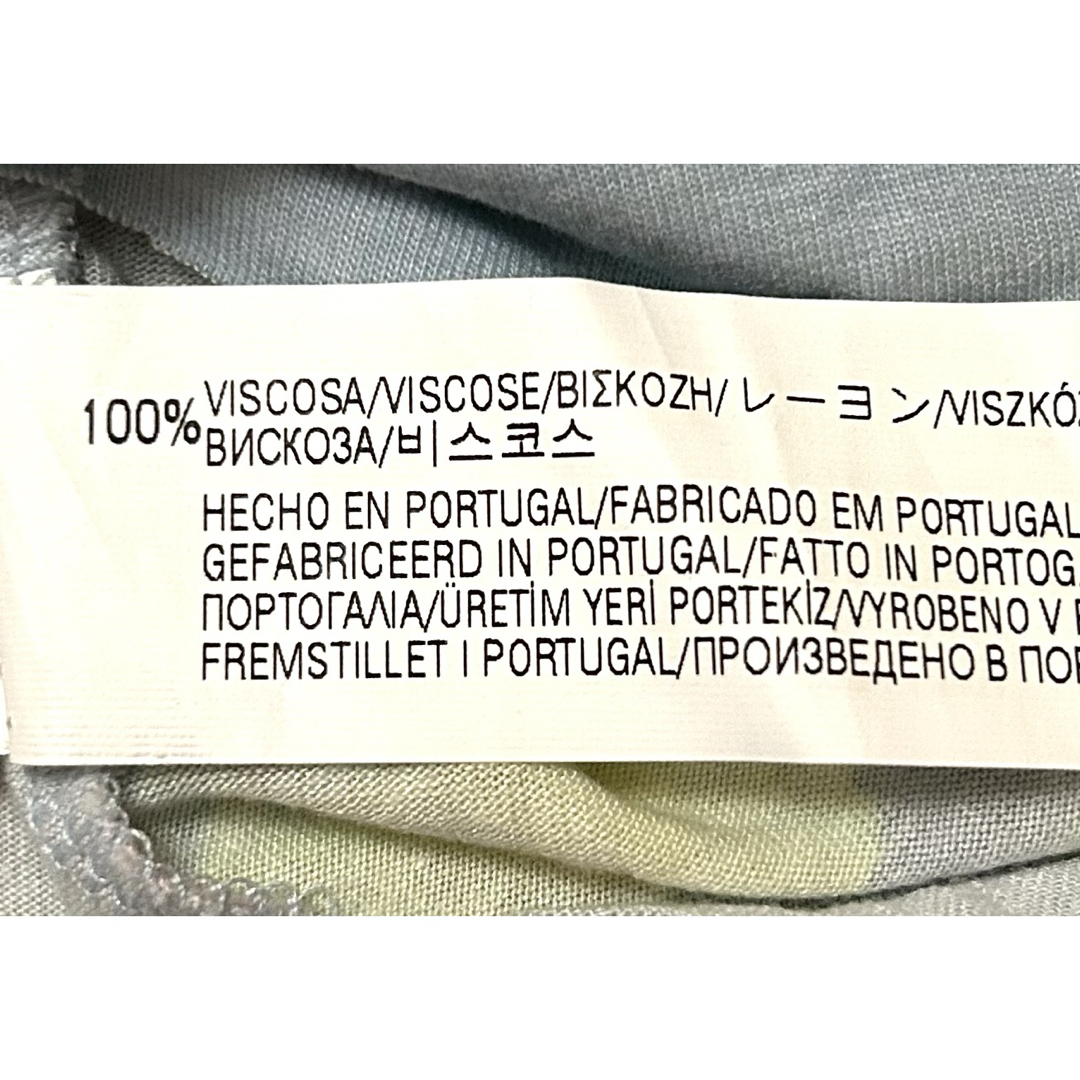 100% VISCOSA/VISCOSE/ΒΙΣΚΟΖΗ/レーヨン/VISZKÓ
ВИСКОЗА/비스코스
HECHO EN PORTUGAL/FABRICADO EM PORTUGAL
GEFABRICEERD IN PORTUGAL/FATTO IN PORTOG
ΠΟΡΤΟΓΑΛΙΑ/ÜRETİM YERİ PORTEKİZ/VYROBENO V
FREMSTILLET I PORTUGAL/ПРОИЗВЕДЕНО В ПО